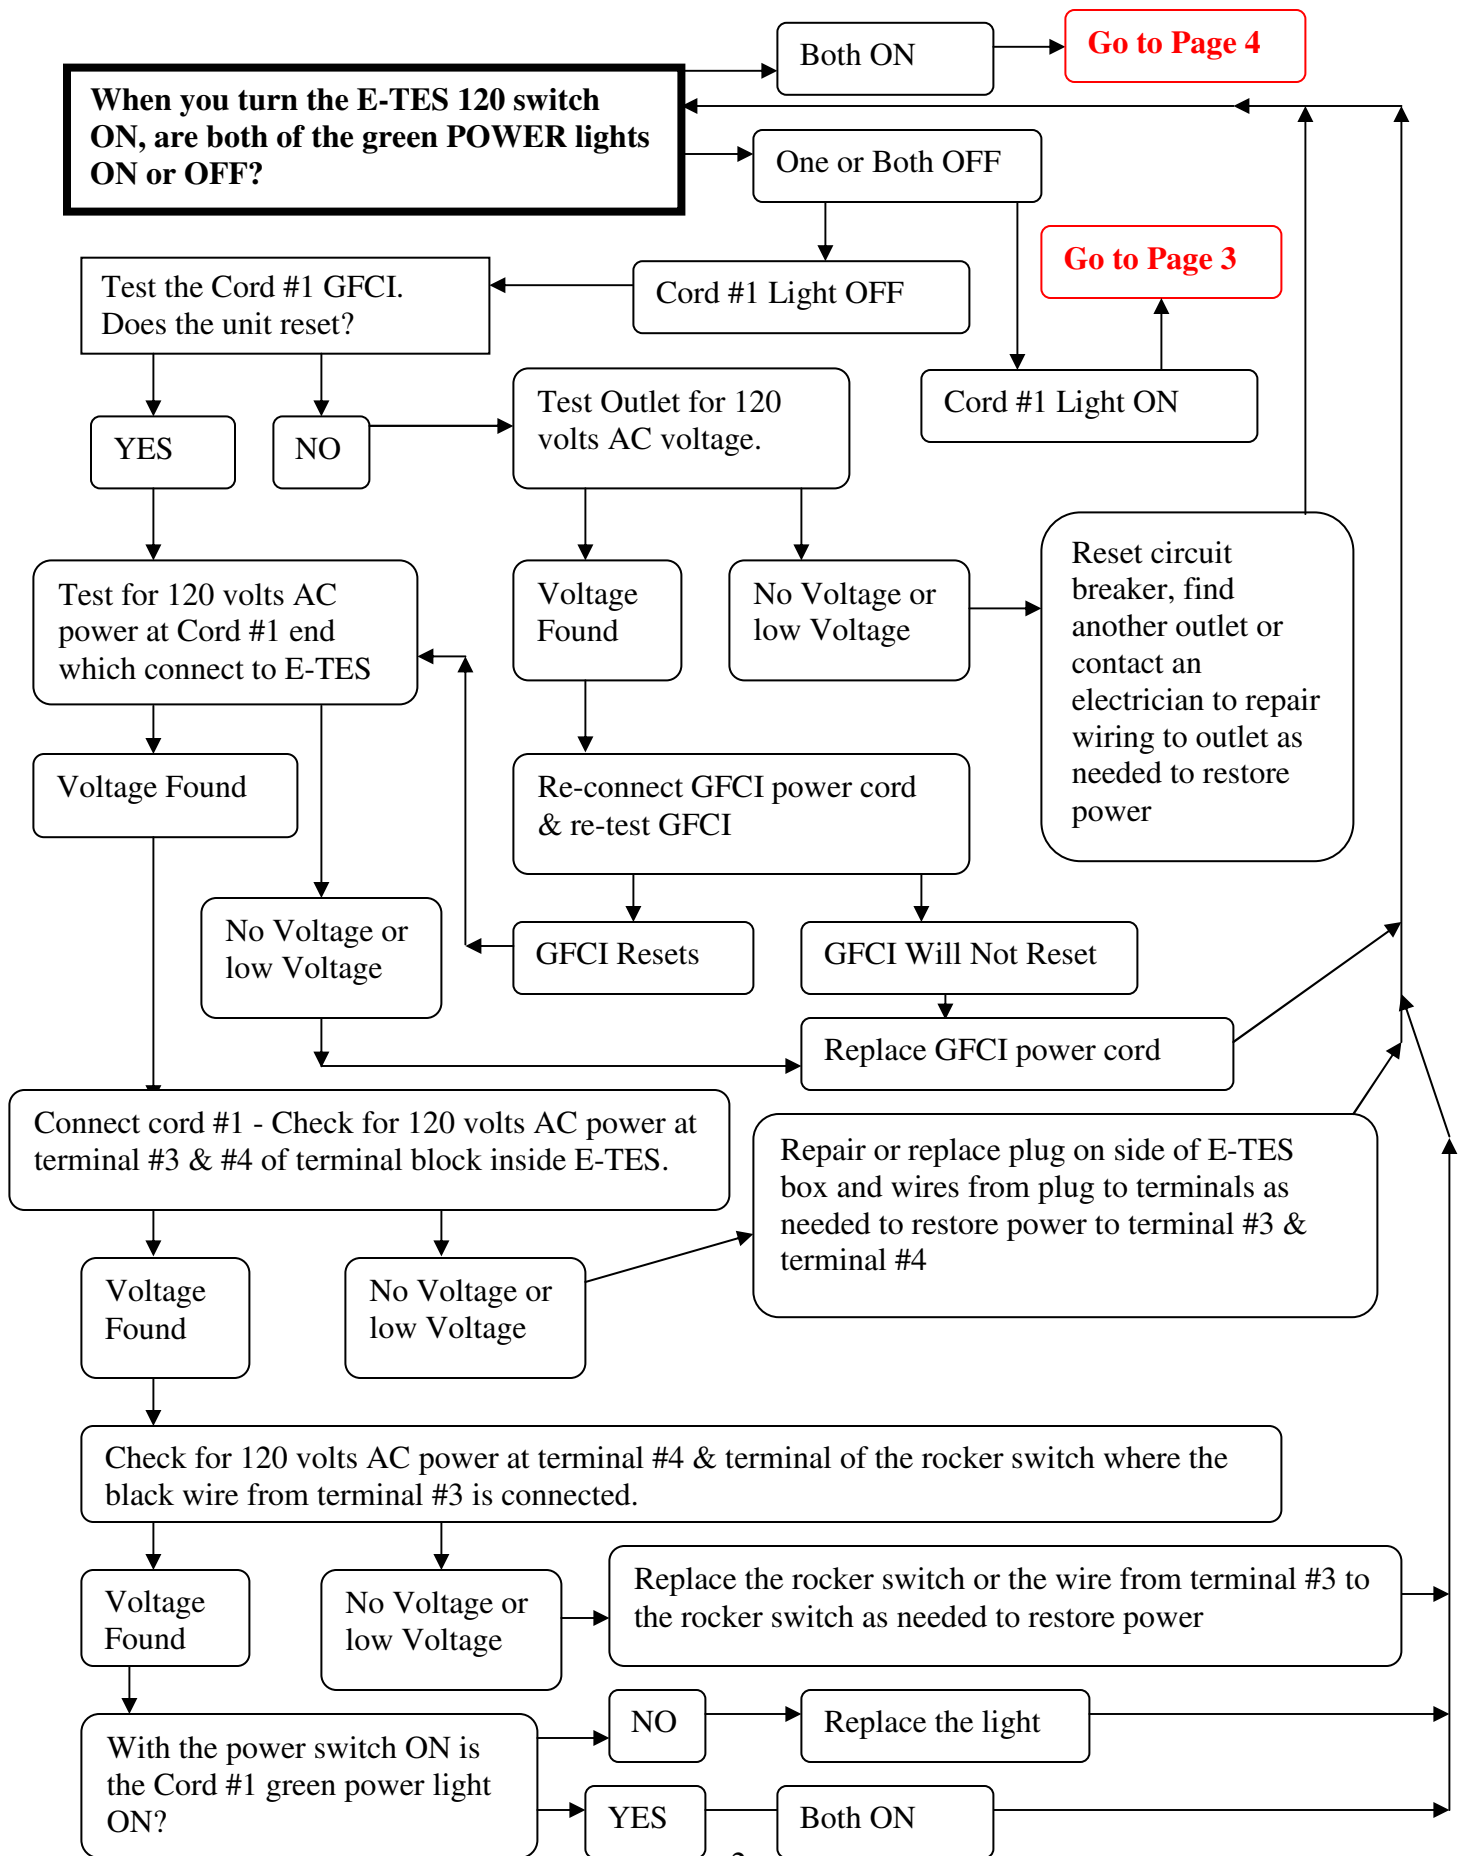 Both ON
Go to Page 4
When you turn the E-TES 120 switch
ON, are both of the green POWER lights
ON or OFF?
One or Both OFF
Go to Page 3
Test the Cord #1 GFCI.
Does the unit reset?
Cord #1 Light OFF
Cord #1 Light ON
Test Outlet for 120
volts AC voltage.
YES
NO
Test for 120 volts AC
power at Cord #1 end
which connect to E-TES
Voltage
Found
No Voltage or
low Voltage
Reset circuit
breaker, find
another outlet or
contact an
electrician to repair
wiring to outlet as
needed to restore
power
Voltage Found
Re-connect GFCI power cord
& re-test GFCI
No Voltage or
low Voltage
GFCI Resets
GFCI Will Not Reset
Replace GFCI power cord
Connect cord #1 - Check for 120 volts AC power at
terminal #3 & #4 of terminal block inside E-TES.
Repair or replace plug on side of E-TES
box and wires from plug to terminals as
needed to restore power to terminal #3 &
terminal #4
Voltage
Found
No Voltage or
low Voltage
Check for 120 volts AC power at terminal #4 & terminal of the rocker switch where the
black wire from terminal #3 is connected.
Voltage
Found
No Voltage or
low Voltage
Replace the rocker switch or the wire from terminal #3 to
the rocker switch as needed to restore power
With the power switch ON is
the Cord #1 green power light
ON?
NO
Replace the light
YES
Both ON